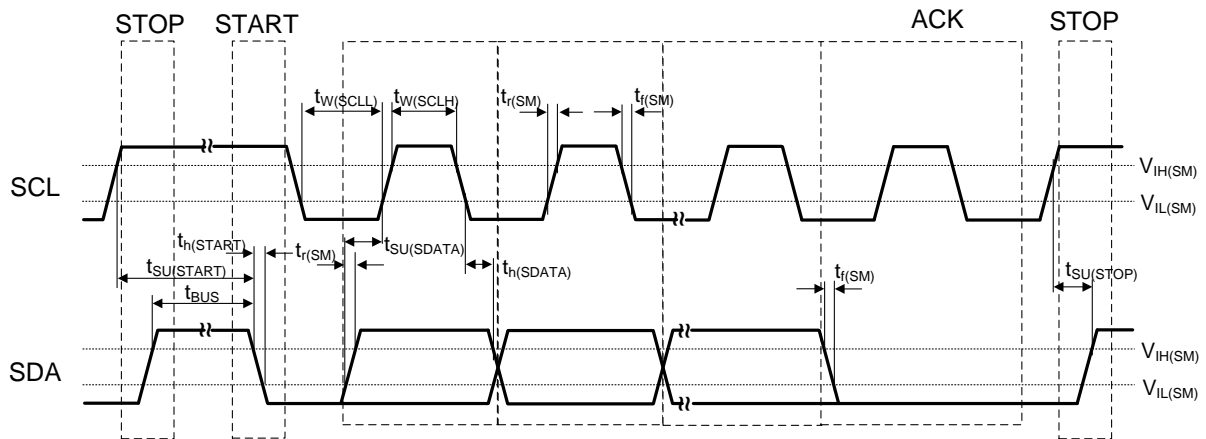 STOP START ACK STOP
tW(SCLL) tW(SCLH) tr(SM) tf(SM)
SCL
VIH(SM)
VIL(SM)
th(START) tr(SM) tSU(SDATA)
th(SDATA)
tSU(START)
tf(SM) tSU(STOP)
tBUS
SDA
VIH(SM)
VIL(SM)